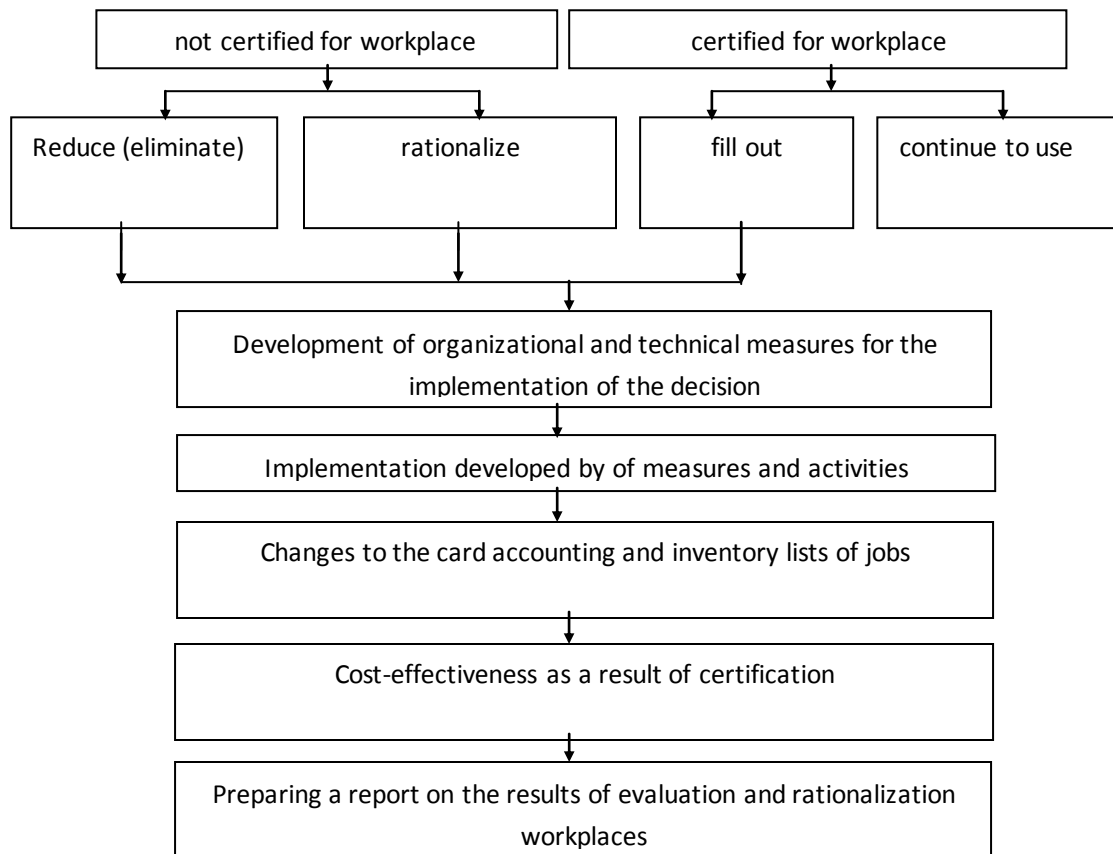 not certified for workplace
certified for workplace
Reduce (eliminate)
rationalize
fill out
continue to use
Development of organizational and technical measures for the
implementation of the decision
Implementation developed by of measures and activities
Changes to the card accounting and inventory lists of jobs
Cost-effectiveness as a result of certification
Preparing a report on the results of evaluation and rationalization
workplaces